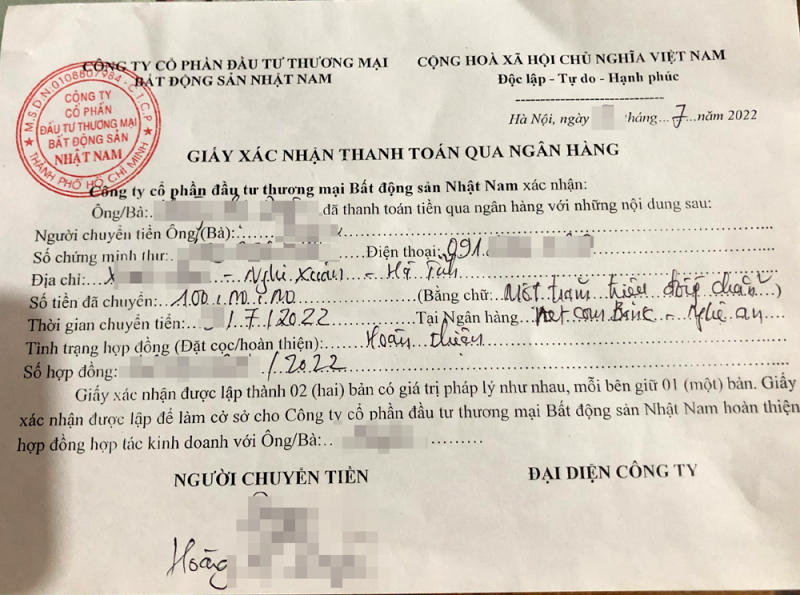 CÔNG TY CỔ PHẦN ĐẦU TƯ THƯƠNG MẠI
BẤT ĐỘNG SẢN NHẬT NAM
CỘNG HOÀ XÃ HỘI CHỦ NGHĨA VIỆT NAM
Độc lập - Tự do - Hạnh phúc
M.S.D.N:0108807984-C.T.C.P
CÔNG TY
CỔ PHẦN
ĐẦU TƯ THƯƠNG MẠI
BẤT ĐỘNG SẢN
NHẬT NAM
THÀNH PHỐ HỒ CHÍ MINH
Hà Nội, ngày tháng...7...năm 2022
GIẤY XÁC NHẬN THANH TOÁN QUA NGÂN HÀNG
Công ty cổ phần đầu tư thương mại Bất động sản Nhật Nam xác nhận:
Ông/Bà: đã thanh toán tiền qua ngân hàng với những nội dung sau:
Người chuyển tiền Ông/(Bà):
Số chứng minh thư: Điện thoại: 091.
Địa chỉ: X - Nghi Xuân - Hà Tĩnh
Số tiền đã chuyển: 100.000.000 (Bằng chữ: Một trăm triệu đồng chẵn)
Thời gian chuyển tiền: /7/2022 Tại Ngân hàng - Nghệ an
Tình trạng hợp đồng (Đặt cọc/hoàn thiện): Hoàn thiện
Số hợp đồng: /2022
Giấy xác nhận được lập thành 02 (hai) bản có giá trị pháp lý như nhau, mỗi bên giữ 01 (một) bản. Giấy
xác nhận được lập để làm cở sở cho Công ty cổ phần đầu tư thương mại Bất động sản Nhật Nam hoàn thiện
hợp đồng hợp tác kinh doanh với Ông/Bà:
NGƯỜI CHUYỂN TIỀN
ĐẠI DIỆN CÔNG TY
Hoàng